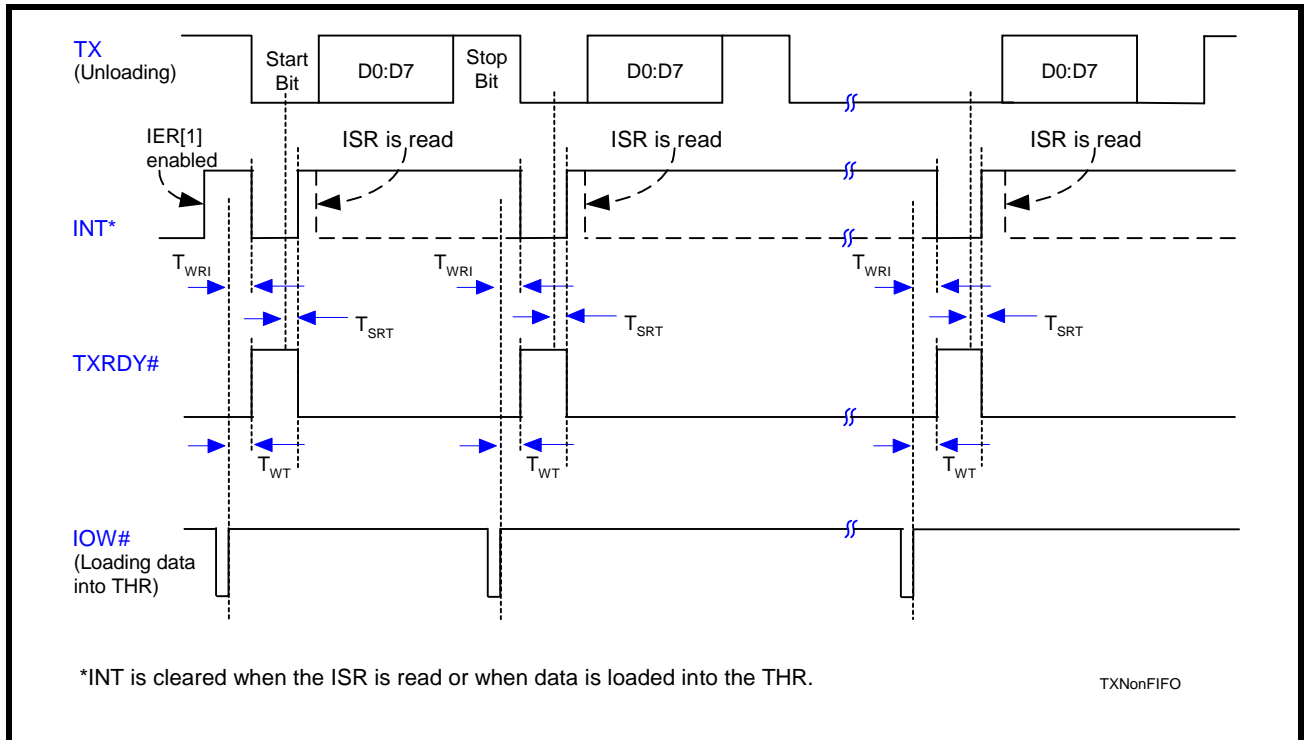 TX
(Unloading)
Start
Bit
D0:D7
Stop
Bit
D0:D7
D0:D7
IER[1]
enabled
ISR is read
ISR is read
ISR is read
INT*
TWRI
TWRI
TWRI
TSRT
TSRT
TSRT
TXRDY#
TWT
TWT
TWT
IOW#
(Loading data
into THR)
*INT is cleared when the ISR is read or when data is loaded into the THR.
TXNonFIFO